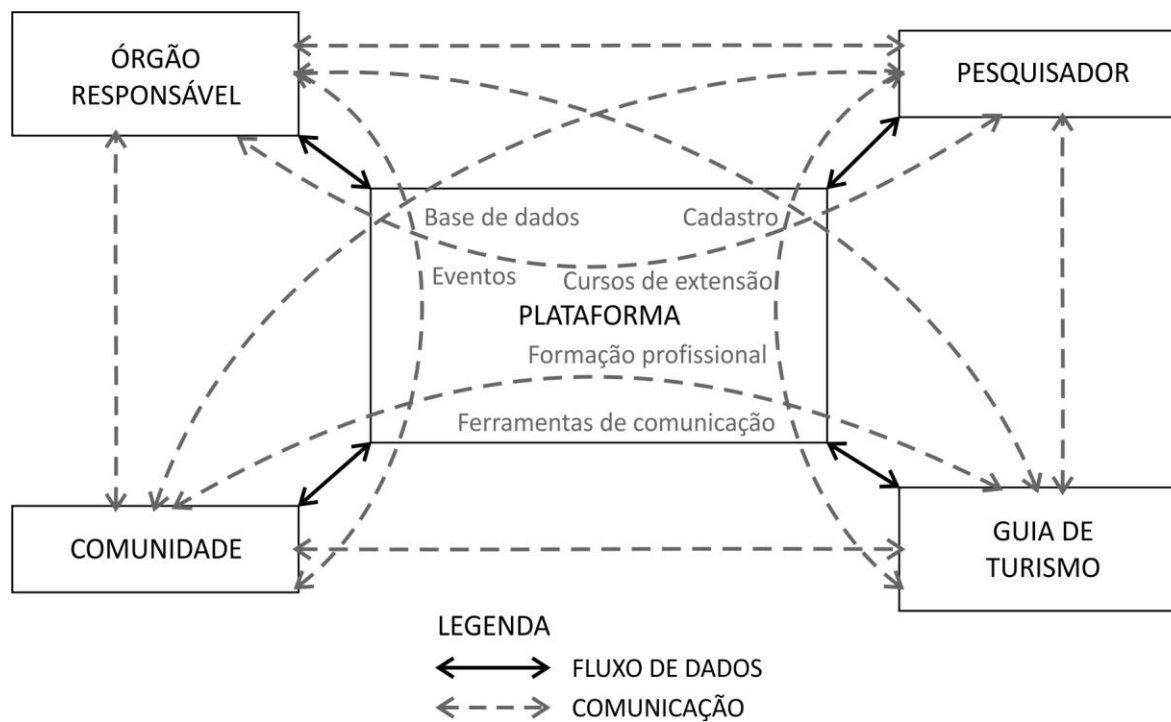 ÓRGÃO
RESPONSÁVEL
PESQUISADOR
Base de dados
Cadastro
Eventos
Cursos de extensão
PLATAFORMA
Formação profissional
Ferramentas de comunicação
COMUNIDADE
GUIA DE
TURISMO
LEGENDA
FLUXO DE DADOS
COMUNICAÇÃO